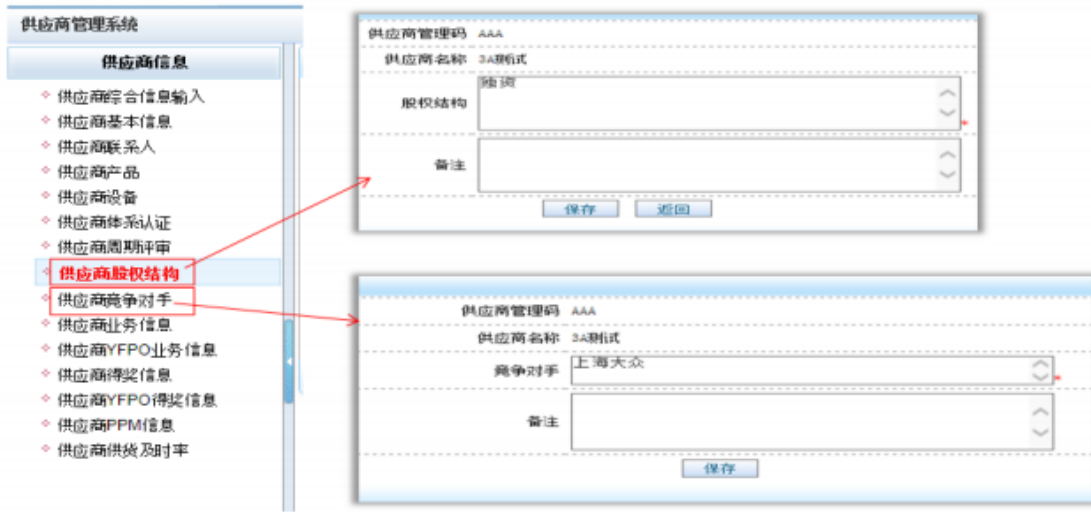 供应商管理系统
供应商信息
供应商综合信息输入
供应商基本信息
供应商联系人
供应商产品
供应商设备
供应商体系认证
供应商周期评审
供应商股权结构
供应商竞争对手
供应商业务信息
供应商YFPO业务信息
供应商得奖信息
供应商YFPO得奖信息
供应商PPM信息
供应商供货及时率
供应商管理码 AAA
供应商名称 3A测试
股权结构 独资
*
备注
保存 返回
供应商管理码 AAA
供应商名称 3A测试
竞争对手 上海大众
*
备注
保存